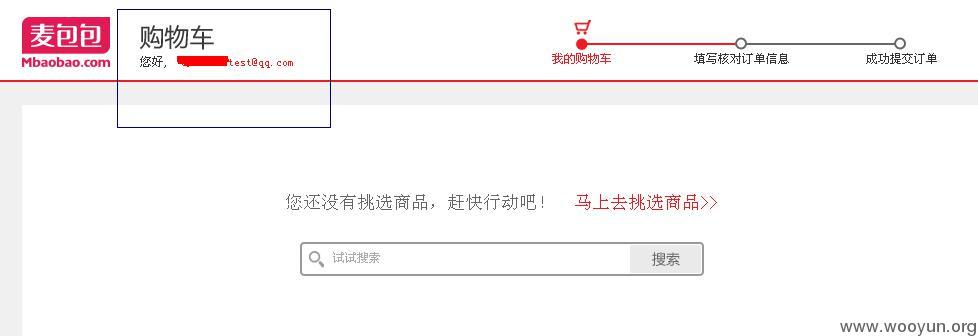 麦包包
Mbaobao.com
购物车
您好, test@qq.com
我的购物车
填写核对订单信息
成功提交订单
您还没有挑选商品，赶快行动吧！ 马上去挑选商品>>
试试搜索
搜索
www.wooyun.org